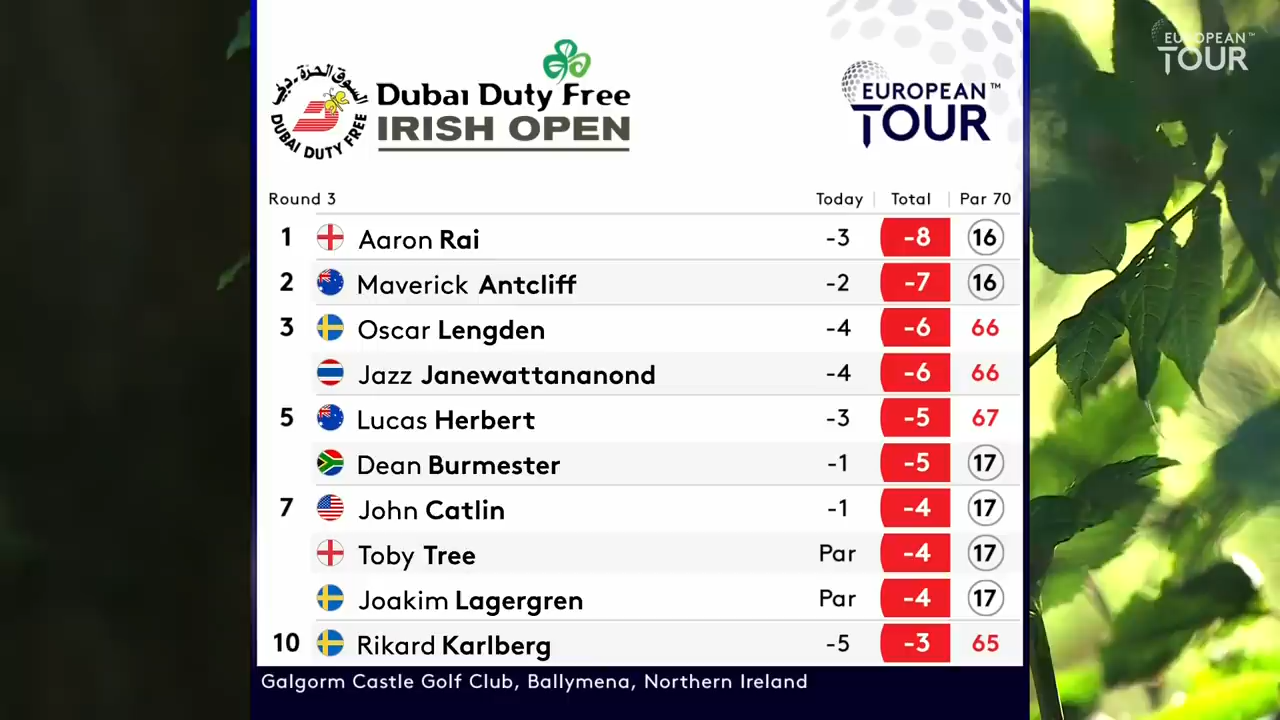 EUROPEAN™
TOUR
السوق الحرة - دبي
DUBAI DUTY FREE
Dubai Duty Free
IRISH OPEN
EUROPEAN™
TOUR
Round 3 Today Total Par 70
1 Aaron Rai -3 -8 16
2 Maverick Antcliff -2 -7 16
3 Oscar Lengden -4 -6 66
Jazz Janewattananond -4 -6 66
5 Lucas Herbert -3 -5 67
Dean Burmester -1 -5 17
7 John Catlin -1 -4 17
Toby Tree Par -4 17
Joakim Lagergren Par -4 17
10 Rikard Karlberg -5 -3 65
Galgorm Castle Golf Club, Ballymena, Northern Ireland